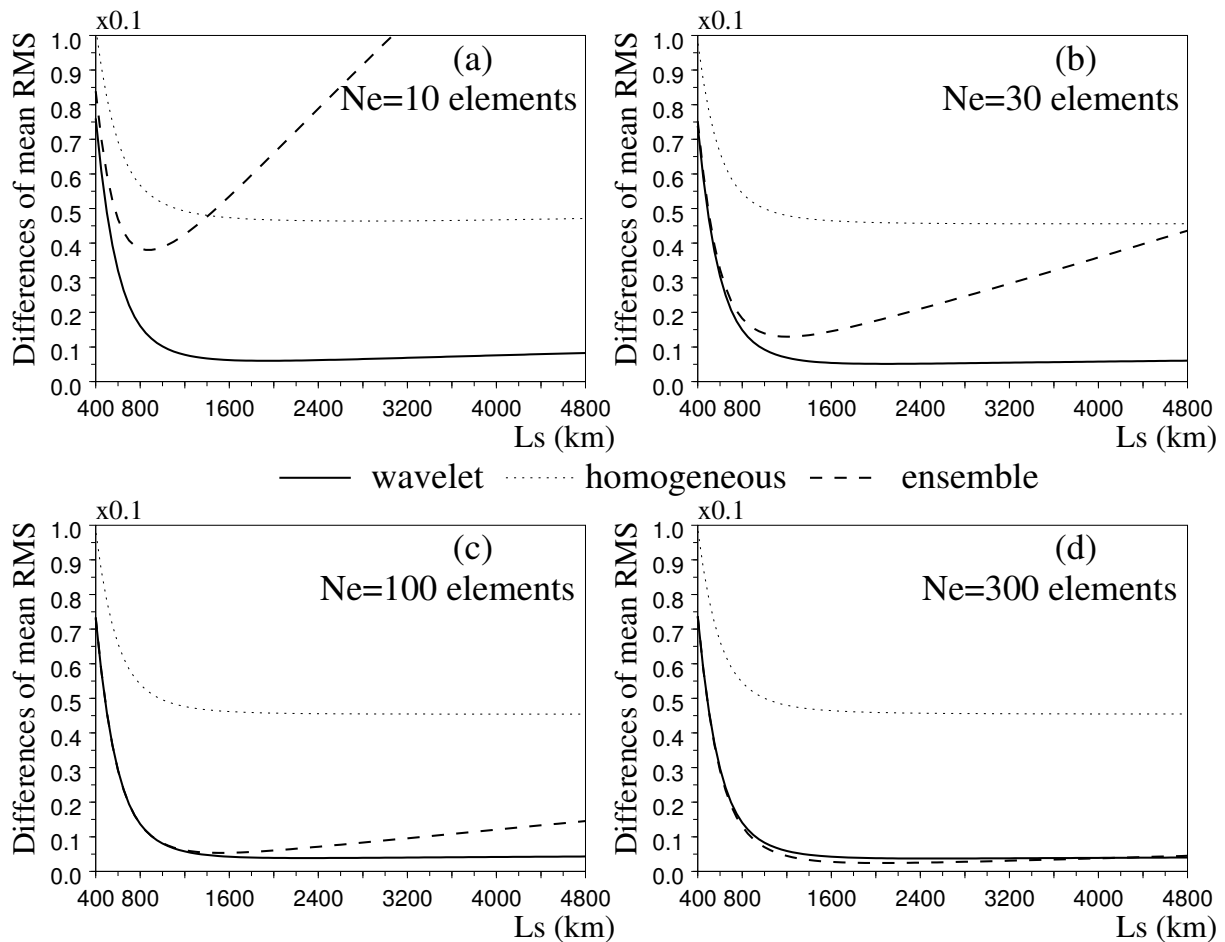 x0.1
Differences of mean RMS
1.0
0.9
0.8
0.7
0.6
0.5
0.4
0.3
0.2
0.1
0.0
(a)
Ne=10 elements
400 800 1600 2400 3200 4000 4800
Ls (km)
x0.1
Differences of mean RMS
1.0
0.9
0.8
0.7
0.6
0.5
0.4
0.3
0.2
0.1
0.0
(b)
Ne=30 elements
400 800 1600 2400 3200 4000 4800
Ls (km)
wavelet homogeneous ensemble
x0.1
Differences of mean RMS
1.0
0.9
0.8
0.7
0.6
0.5
0.4
0.3
0.2
0.1
0.0
(c)
Ne=100 elements
400 800 1600 2400 3200 4000 4800
Ls (km)
x0.1
Differences of mean RMS
1.0
0.9
0.8
0.7
0.6
0.5
0.4
0.3
0.2
0.1
0.0
(d)
Ne=300 elements
400 800 1600 2400 3200 4000 4800
Ls (km)